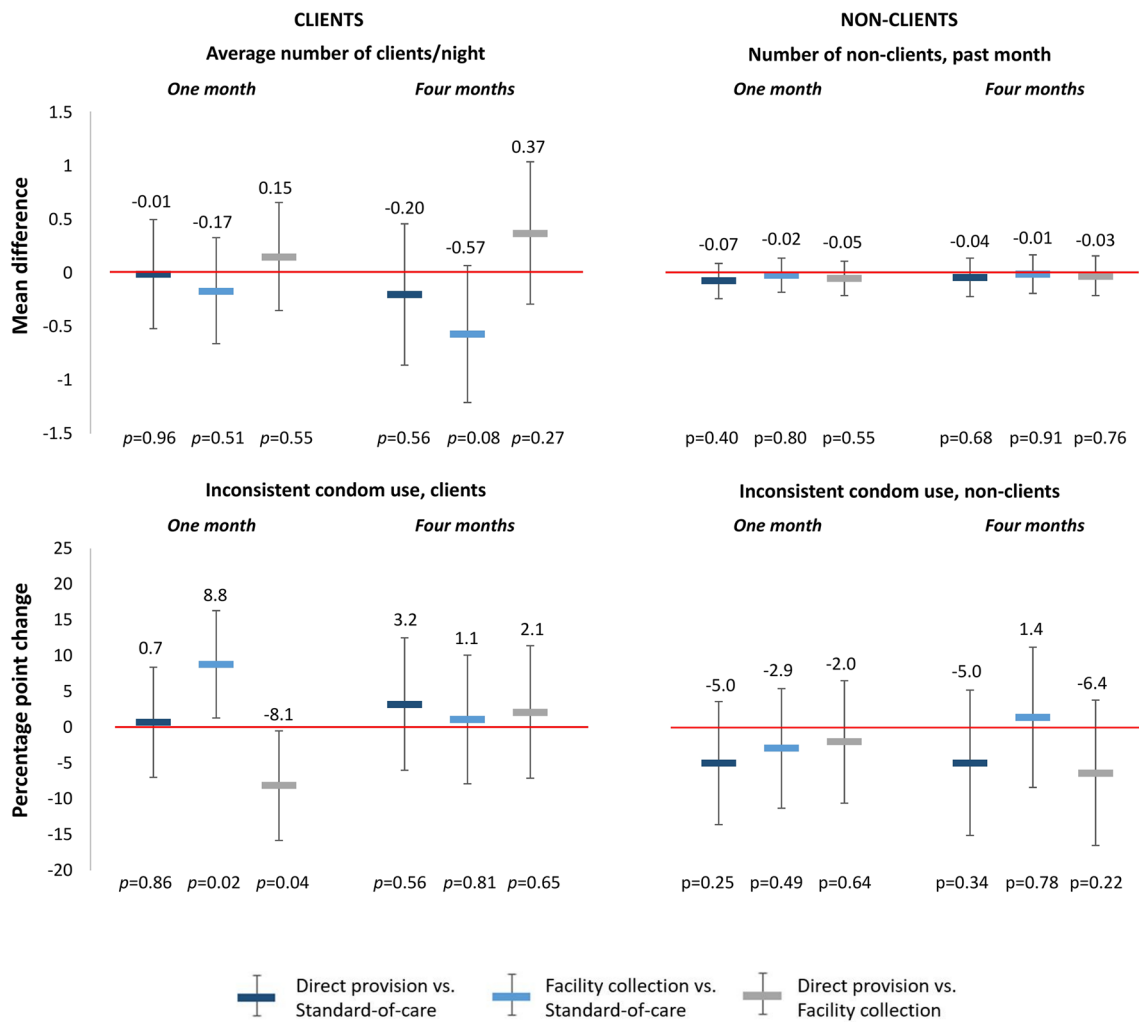 CLIENTS
NON-CLIENTS
Average number of clients/night
Number of non-clients, past month
One month
Four months
One month
Four months
Mean difference
1.5
1
0.5
0
-0.5
-1
-1.5
-0.01
-0.17
0.15
-0.20
-0.57
0.37
-0.07
-0.02
-0.05
-0.04
-0.01
-0.03
p=0.96 p=0.51 p=0.55
p=0.56 p=0.08 p=0.27
p=0.40 p=0.80 p=0.55
p=0.68 p=0.91 p=0.76
Inconsistent condom use, clients
Inconsistent condom use, non-clients
One month
Four months
One month
Four months
Percentage point change
25
20
15
10
5
0
-5
-10
-15
-20
0.7
8.8
-8.1
3.2
1.1
2.1
-5.0
-2.9
-2.0
-5.0
1.4
-6.4
p=0.86 p=0.02 p=0.04
p=0.56 p=0.81 p=0.65
p=0.25 p=0.49 p=0.64
p=0.34 p=0.78 p=0.22
Direct provision vs.
Standard-of-care
Facility collection vs.
Standard-of-care
Direct provision vs.
Facility collection